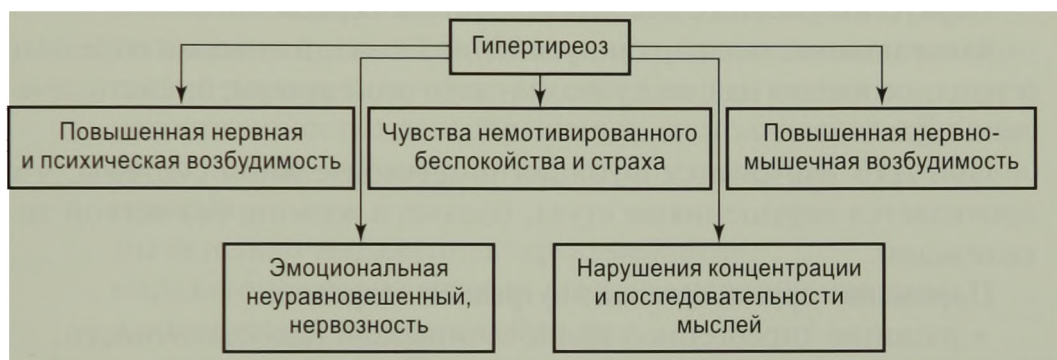 Гипертиреоз
Повышенная нервная
и психическая возбудимость
Чувства немотивированного
беспокойства и страха
Повышенная нервно-
мышечная возбудимость
Эмоциональная
неуравновешенный,
нервозность
Нарушения концентрации
и последовательности
мыслей